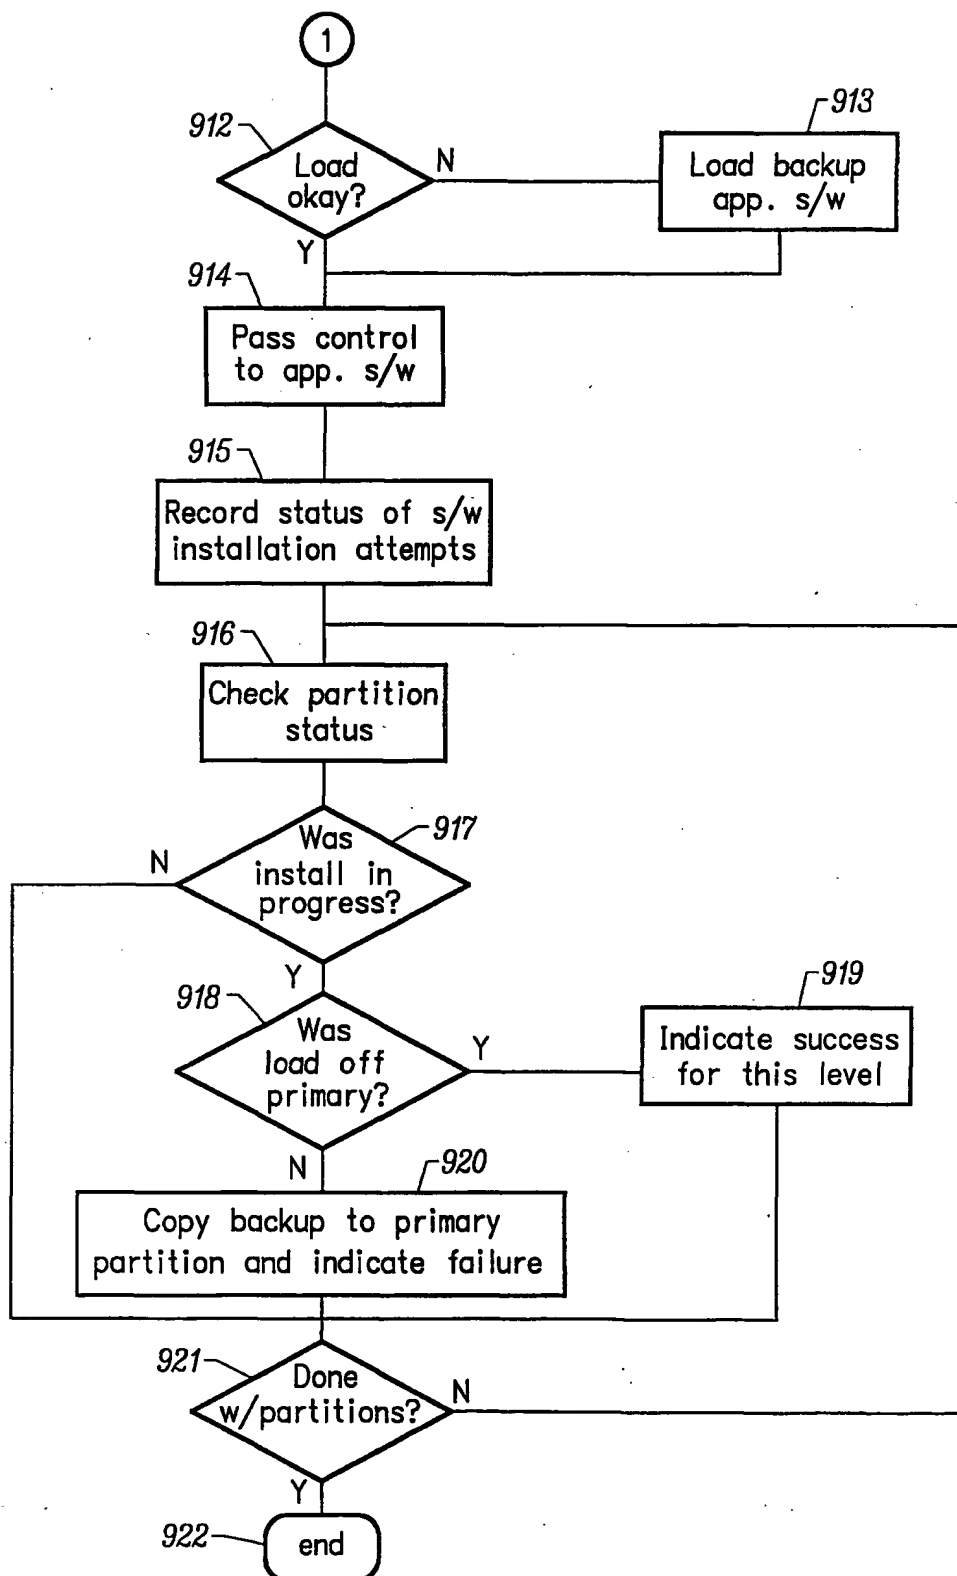 1
912
Load
okay?
N
913
Load backup
app. s/w
Y
914
Pass control
to app. s/w
915
Record status of s/w
installation attempts
916
Check partition
status
917
Was
install in
progress?
N
Y
918
Was
load off
primary?
Y
919
Indicate success
for this level
N
920
Copy backup to primary
partition and indicate failure
921
Done
w/partitions?
N
Y
922
end